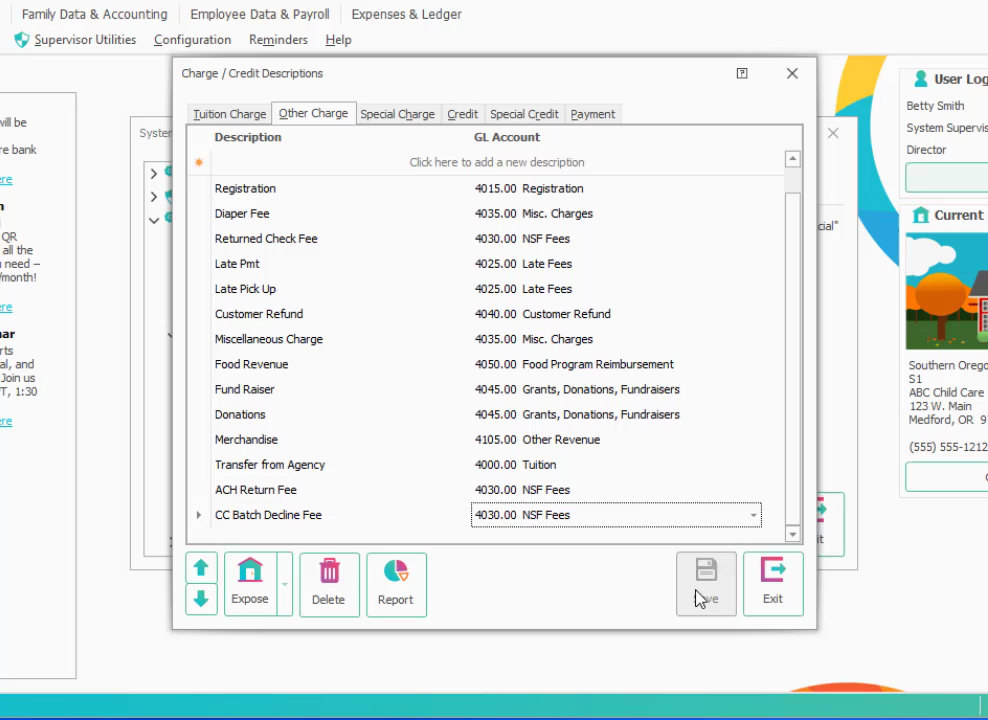 Family Data & Accounting Employee Data & Payroll Expenses & Ledger
Supervisor Utilities Configuration Reminders Help
will be
re bank
ere
n
QR
all the
need –
/month!
ere
ar
rts
al, and
Join us
T, 1:30
ere
System
Charge / Credit Descriptions
Tuition Charge Other Charge Special Charge Credit Special Credit Payment
Description GL Account
Click here to add a new description
Registration 4015.00 Registration
Diaper Fee 4035.00 Misc. Charges
Returned Check Fee 4030.00 NSF Fees
Late Pmt 4025.00 Late Fees
Late Pick Up 4025.00 Late Fees
Customer Refund 4040.00 Customer Refund
Miscellaneous Charge 4035.00 Misc. Charges
Food Revenue 4050.00 Food Program Reimbursement
Fund Raiser 4045.00 Grants, Donations, Fundraisers
Donations 4045.00 Grants, Donations, Fundraisers
Merchandise 4105.00 Other Revenue
Transfer from Agency 4000.00 Tuition
ACH Return Fee 4030.00 NSF Fees
CC Batch Decline Fee 4030.00 NSF Fees
Expose Delete Report Save Exit
cial"
it
User Log
Betty Smith
System Supervis
Director
Current
Southern Orego
S1
ABC Child Care
123 W. Main
Medford, OR 9
(555) 555-1212